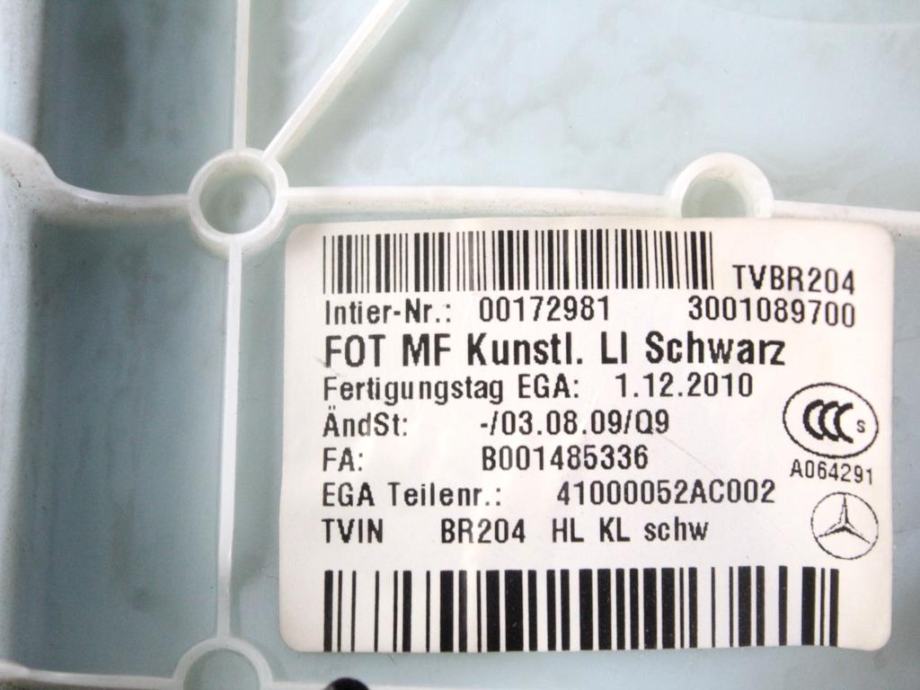 TVBR204
Intier-Nr.: 00172981 3001089700
FOT MF Kunstl. LI Schwarz
Fertigungstag EGA: 1.12.2010
ÄndSt: -/03.08.09/Q9
FA: B001485336
CCC S
A064291
EGA Teilenr.: 41000052AC002
TVIN BR204 HL KL schw